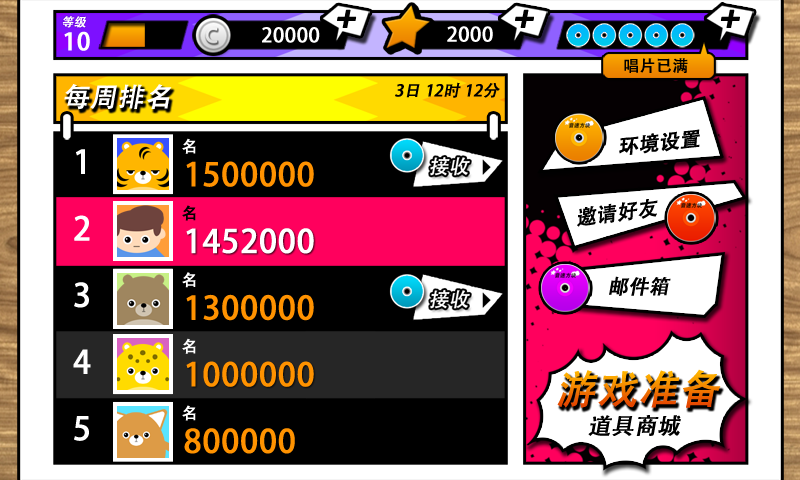 等级
10
20000
2000
唱片已满
每周排名
3日 12时 12分
1
名
1500000
接收
2
名
1452000
3
名
1300000
接收
4
名
1000000
5
名
800000
环境设置
邀请好友
邮件箱
游戏准备
道具商城